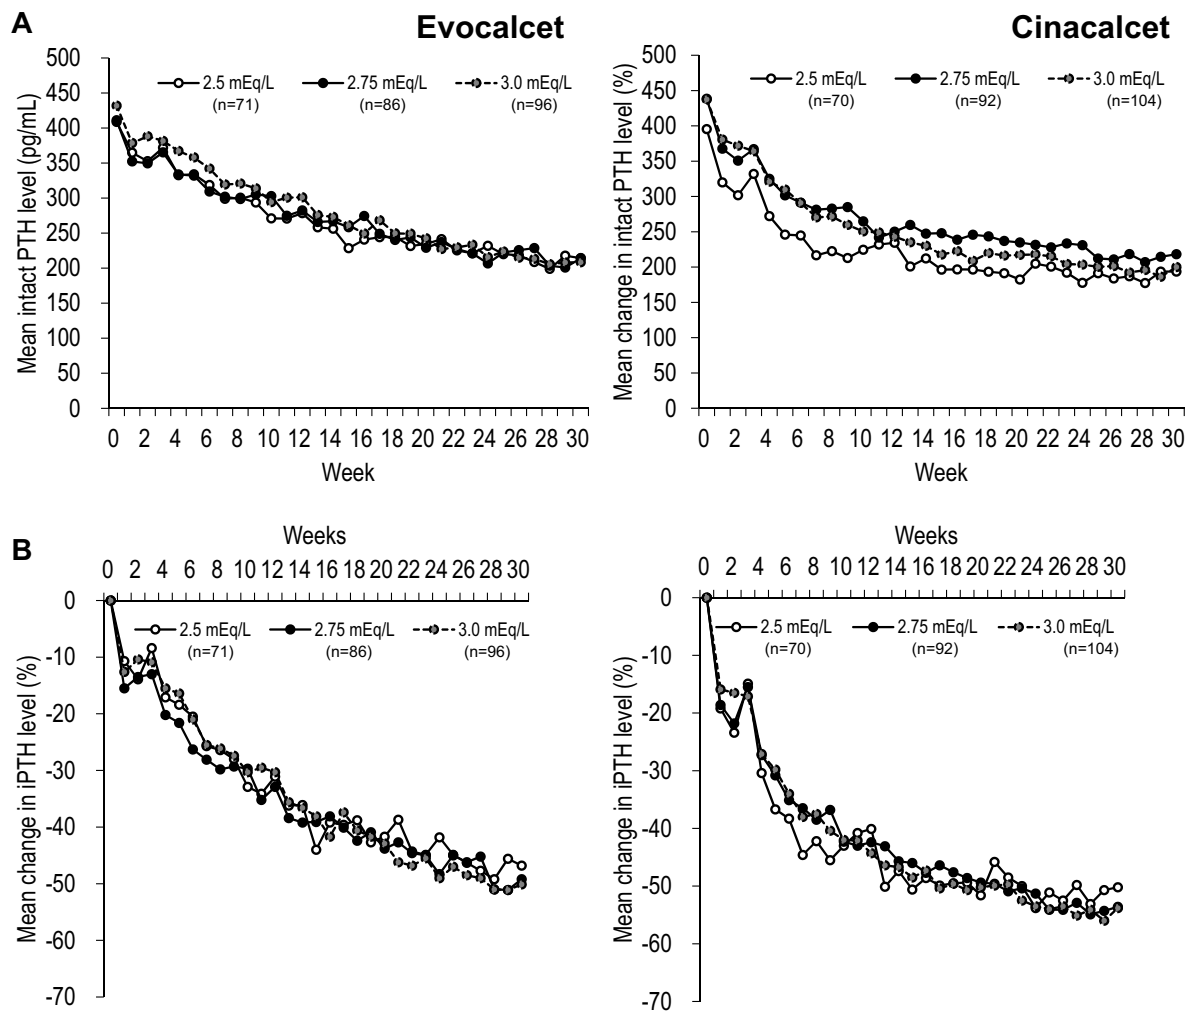 A
Evocalcet
Cinacalcet
Mean intact PTH level (pg/mL)
500
450
400
350
300
250
200
150
100
50
0
2.5 mEq/L 2.75 mEq/L 3.0 mEq/L
(n=71) (n=86) (n=96)
0 2 4 6 8 10 12 14 16 18 20 22 24 26 28 30
Week
Mean change in intact PTH level (%)
500
450
400
350
300
250
200
150
100
50
0
2.5 mEq/L 2.75 mEq/L 3.0 mEq/L
(n=70) (n=92) (n=104)
0 2 4 6 8 10 12 14 16 18 20 22 24 26 28 30
Week
B
Weeks
0 2 4 6 8 10 12 14 16 18 20 22 24 26 28 30
Mean change in iPTH level (%)
0
-10
-20
-30
-40
-50
-60
-70
2.5 mEq/L 2.75 mEq/L 3.0 mEq/L
(n=71) (n=86) (n=96)
Weeks
0 2 4 6 8 10 12 14 16 18 20 22 24 26 28 30
Mean change in iPTH level (%)
0
-10
-20
-30
-40
-50
-60
-70
2.5 mEq/L 2.75 mEq/L 3.0 mEq/L
(n=70) (n=92) (n=104)